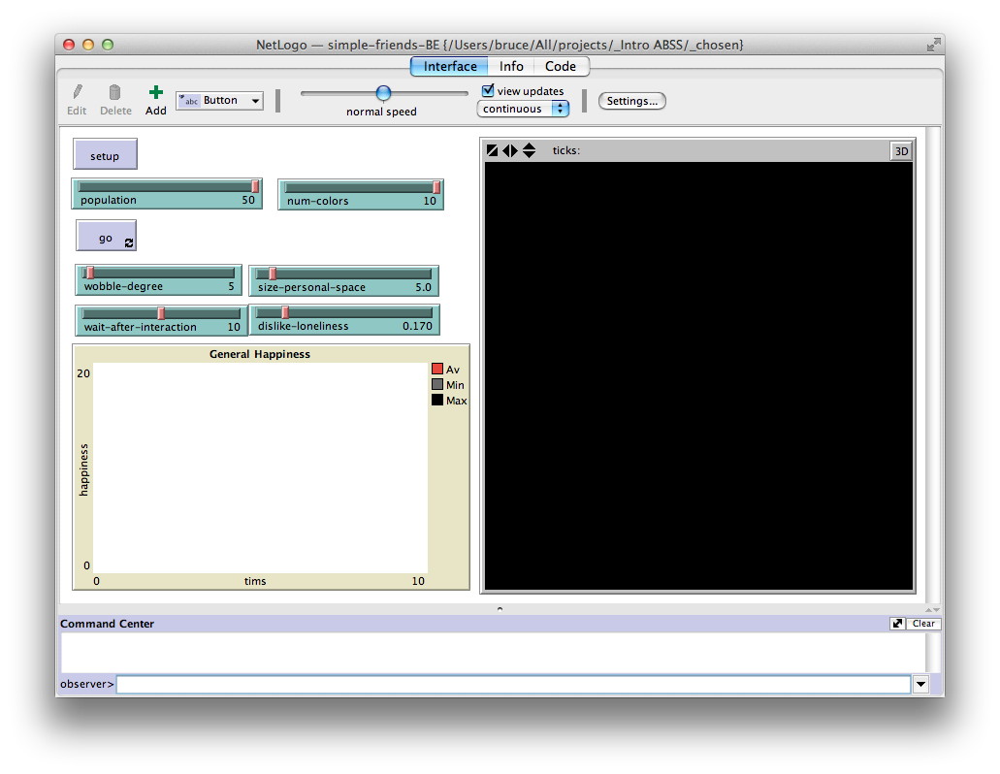 NetLogo — simple-friends-BE {/Users/bruce/All/projects/_Intro ABSS/_chosen}
Interface Info Code
Edit Delete Add abc Button normal speed view updates continuous Settings...
setup
ticks: 3D
population 50
num-colors 10
go
wobble-degree 5
size-personal-space 5.0
wait-after-interaction 10
dislike-loneliness 0.170
General Happiness
20
happiness
0
0 tims 10
Av
Min
Max
Command Center Clear
observer>